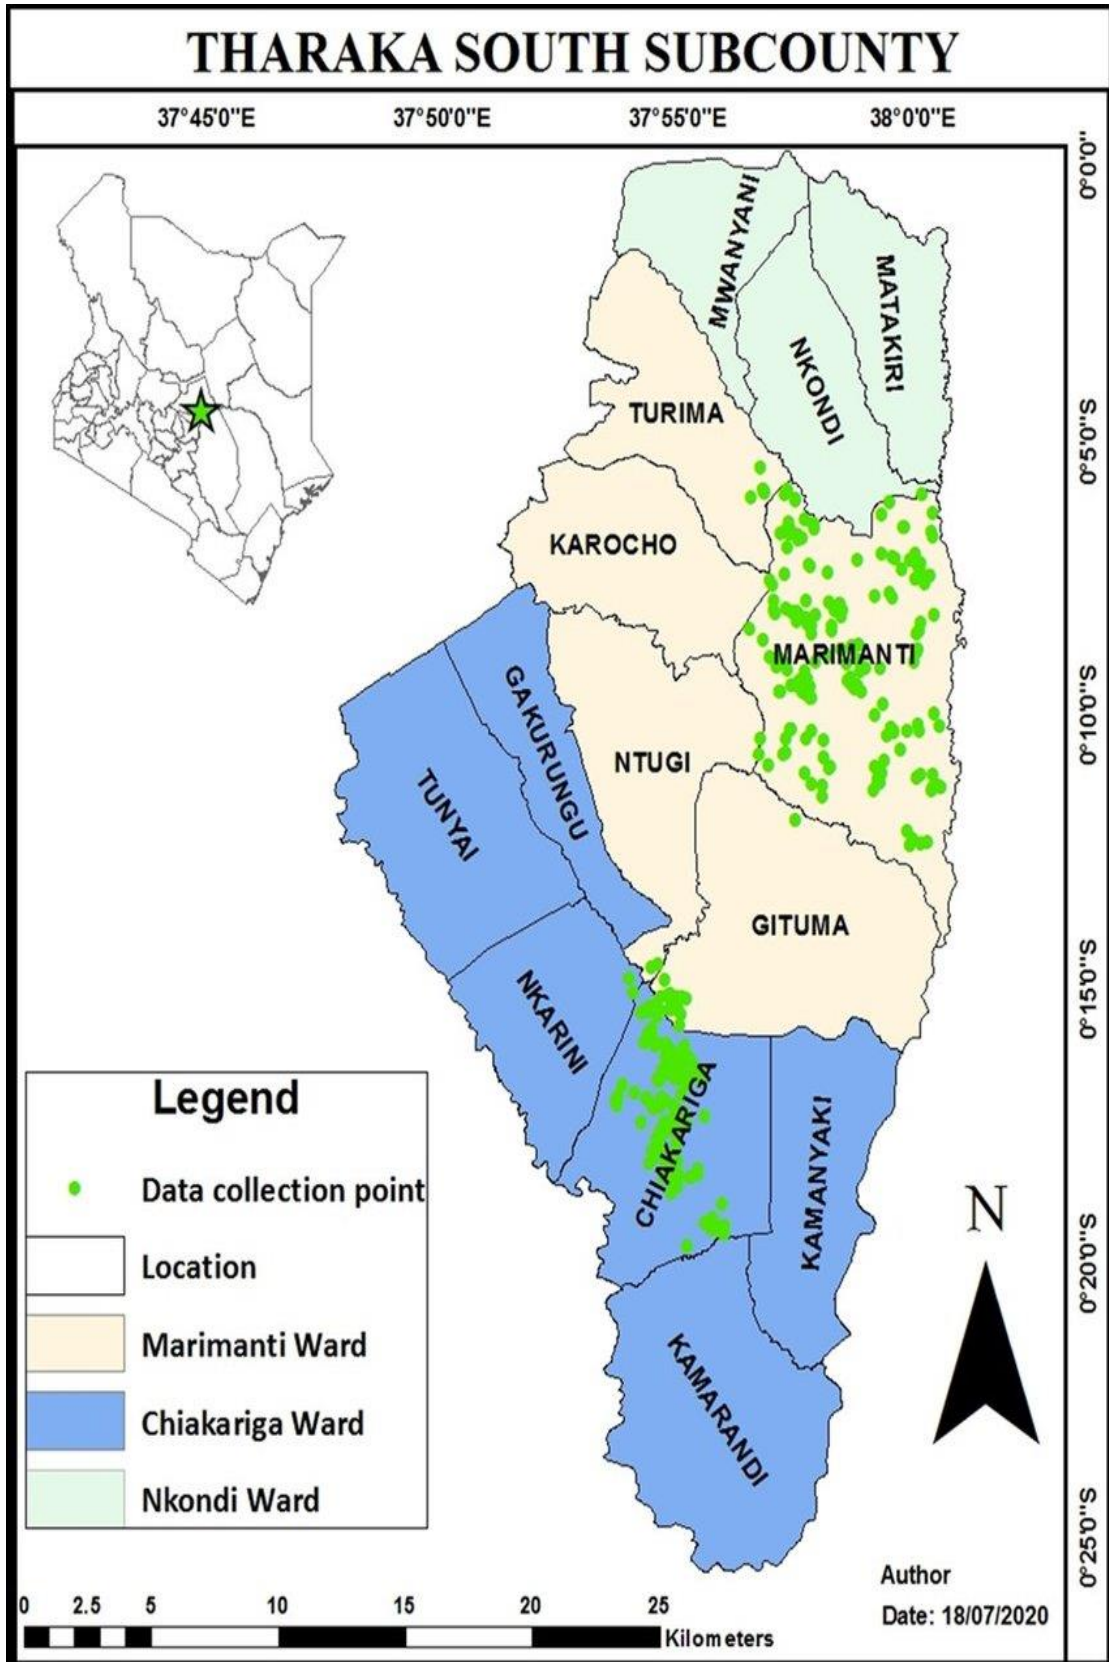 THARAKA SOUTH SUBCOUNTY
37°45'0"E
37°50'0"E
37°55'0"E
38°0'0"E
0°0'0"
0°5'0"S
0°10'0"S
0°15'0"S
0°20'0"S
0°25'0"S
MWANYANI
MATAKIRI
NKONDI
TURIMA
KAROCHO
MARIMANTI
GAKURUNGU
NTUGI
TUNYAI
GITUMA
NKARINI
CHIAKARIGA
KAMANYAKI
KAMARANDI
Legend
Data collection point
Location
Marimanti Ward
Chiakariga Ward
Nkondi Ward
N
Author
Date: 18/07/2020
0 2.5 5 10 15 20 25
Kilometers